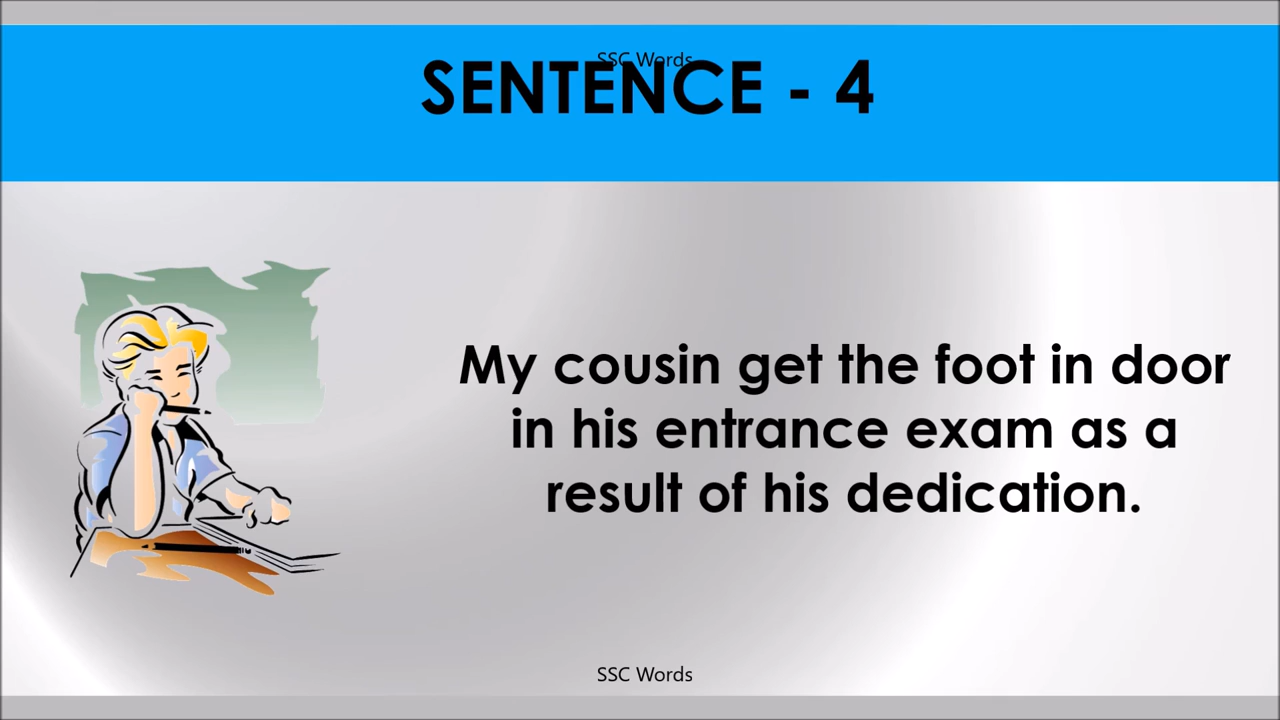 SSC Words
SENTENCE - 4
My cousin get the foot in door
in his entrance exam as a
result of his dedication.
SSC Words